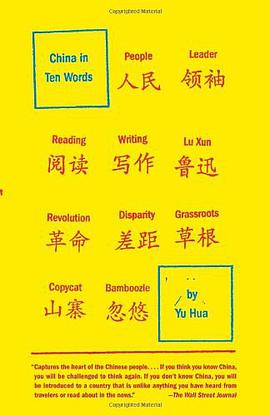 Copyrighted Material
China in
Ten Words
People
人民
Leader
领袖
Reading
阅读
Writing
写作
Lu Xun
鲁迅
Revolution
革命
Disparity
差距
Grassroots
草根
Copycat
山寨
Bamboozle
忽悠
by
Yu Hua
"Captures the heart of the Chinese people. . . . If you think you know China,
you will be challenged to think again. If you don't know China, you will
be introduced to a country that is unlike anything you have heard from
travelers or read about in the news." —The Wall Street Journal
Copyrighted Material